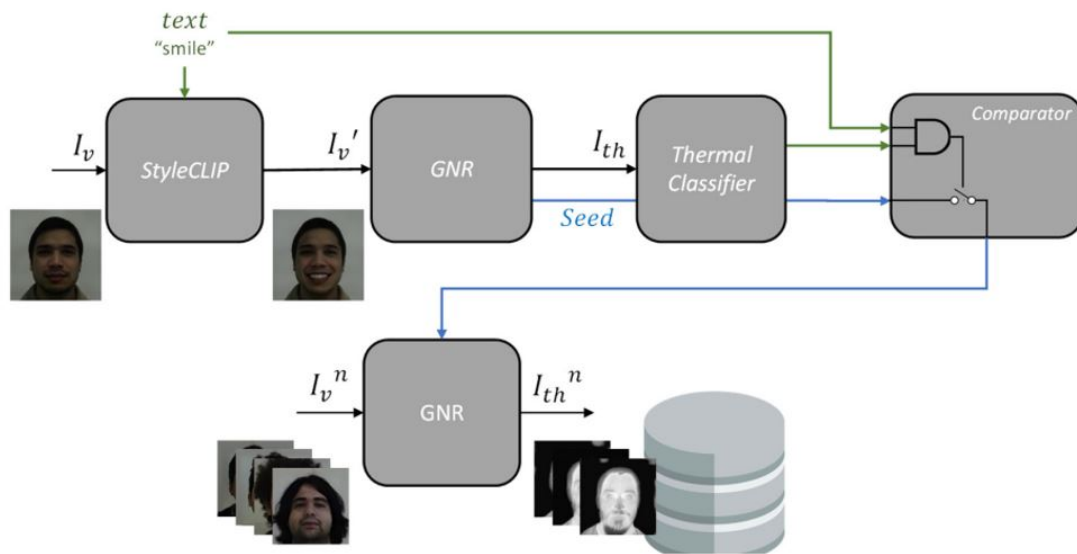 text
“smile”
I_v
StyleCLIP
I_v'
GNR
I_th
Seed
Thermal
Classifier
Comparator
I_v^n
GNR
I_th^n